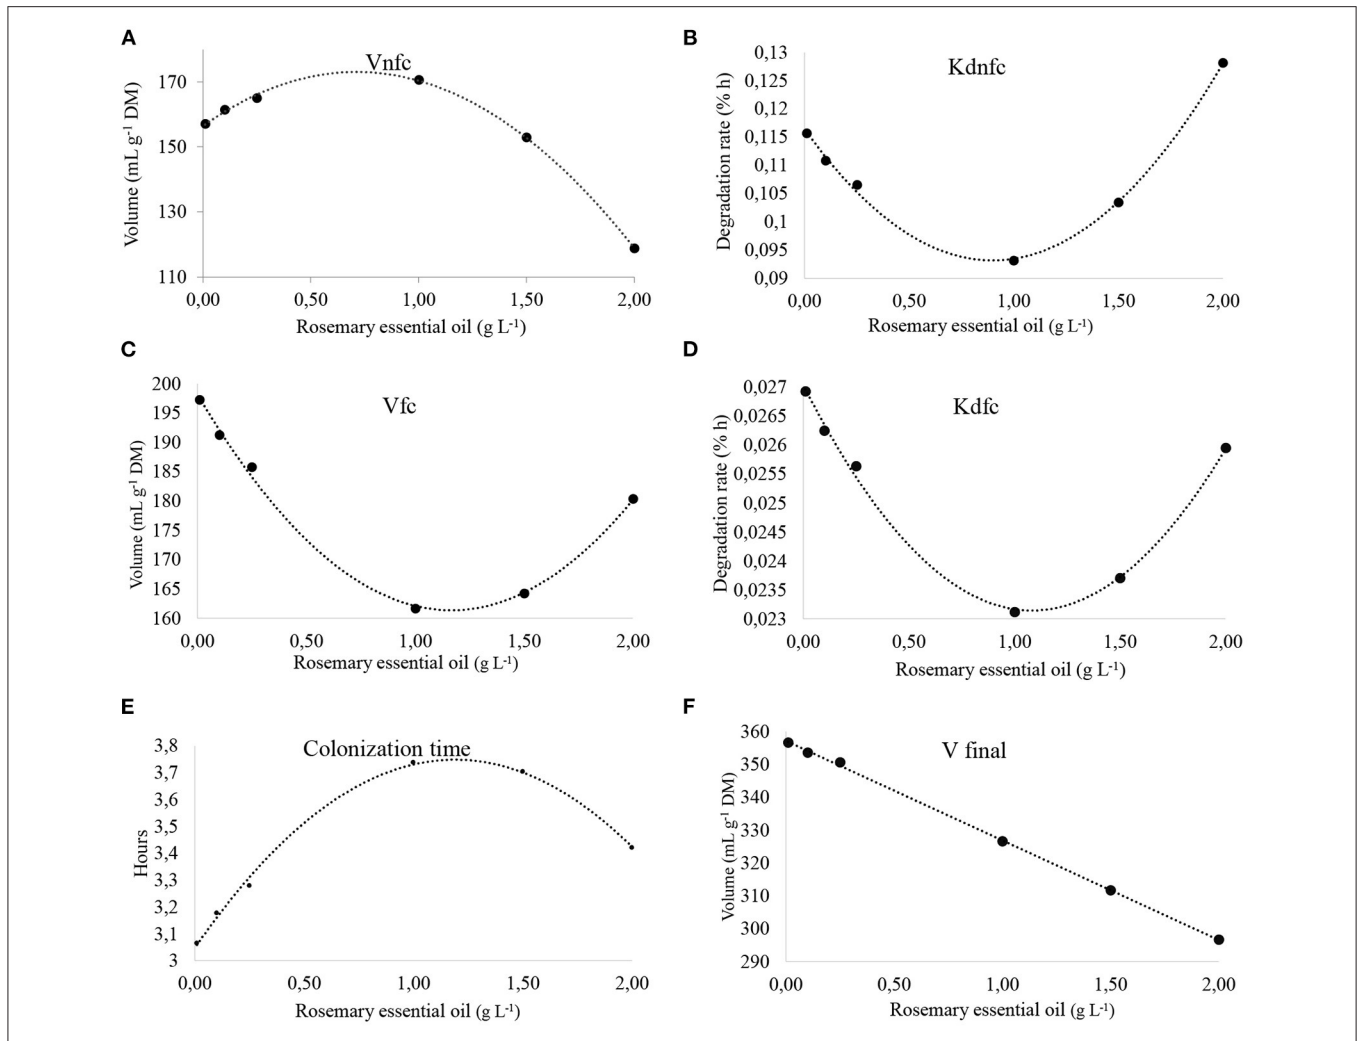 A
Vnfc
Volume (mL g-1 DM)
170
150
130
110
0,00 0,50 1,00 1,50 2,00
Rosemary essential oil (g L-1)
B
Kdnfc
Degradation rate (% h)
0,13
0,125
0,12
0,115
0,11
0,105
0,1
0,095
0,09
0,00 0,50 1,00 1,50 2,00
Rosemary essential oil (g L-1)
C
Vfc
Volume (mL g-1 DM)
200
195
190
185
180
175
170
165
160
0,00 0,50 1,00 1,50 2,00
Rosemary essential oil (g L-1)
D
Kdfc
Degradation rate (% h)
0,027
0,0265
0,026
0,0255
0,025
0,0245
0,024
0,0235
0,023
0,00 0,50 1,00 1,50 2,00
Rosemary essential oil (g L-1)
E
Colonization time
Hours
3,8
3,7
3,6
3,5
3,4
3,3
3,2
3,1
3
0,00 0,50 1,00 1,50 2,00
Rosemary essential oil (g L-1)
F
V final
Volume (mL g-1 DM)
360
350
340
330
320
310
300
290
0,00 0,50 1,00 1,50 2,00
Rosemary essential oil (g L-1)